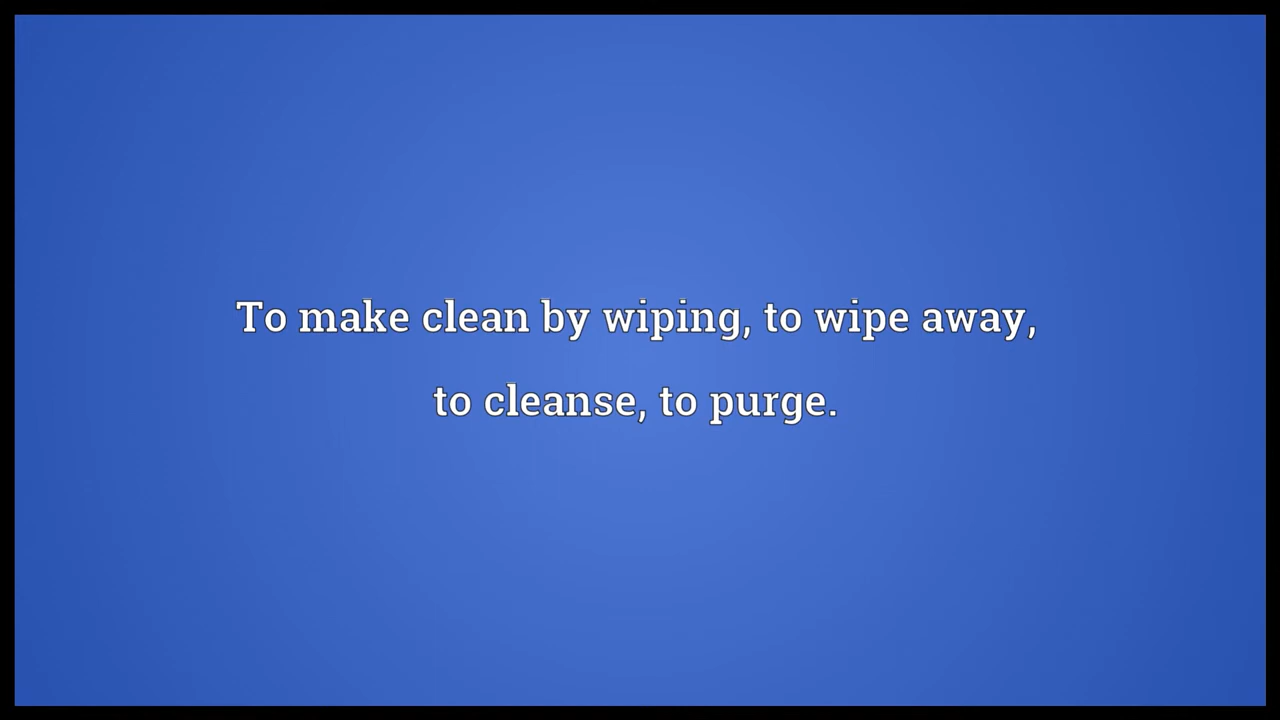 To make clean by wiping, to wipe away,
to cleanse, to purge.